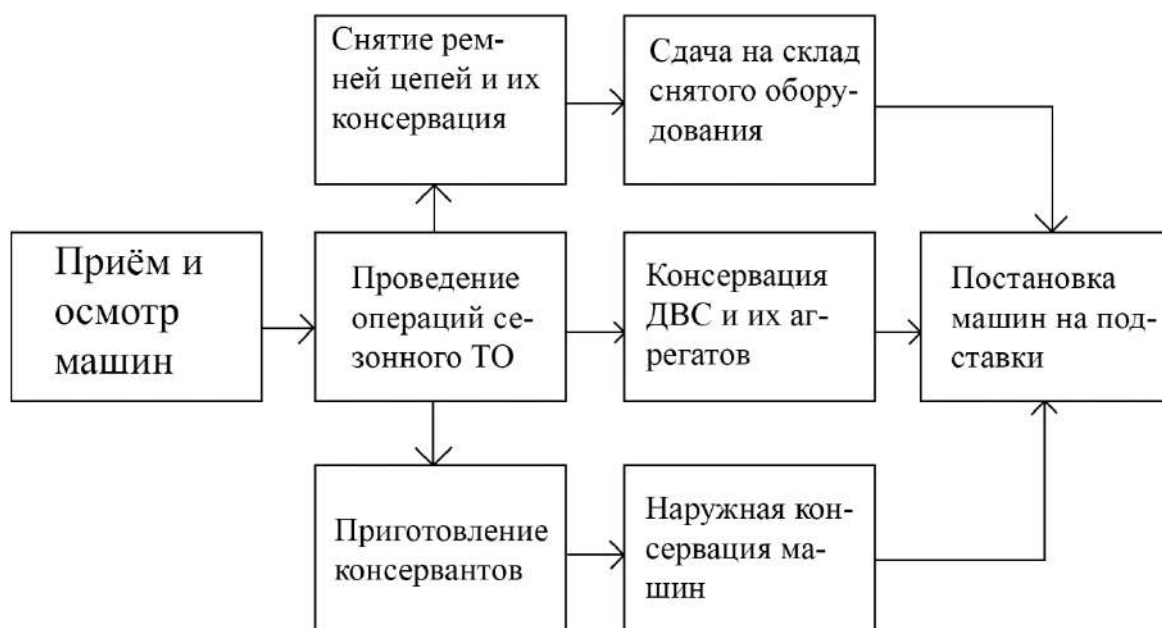 Снятие рем-
ней цепей и их
консервация
Сдача на склад
снятого обору-
дования
Приём и
осмотр
машин
Проведение
операций се-
зонного ТО
Консервация
ДВС и их аг-
регатов
Постановка
машин на под-
ставки
Приготовление
консервантов
Наружная кон-
сервация ма-
шин